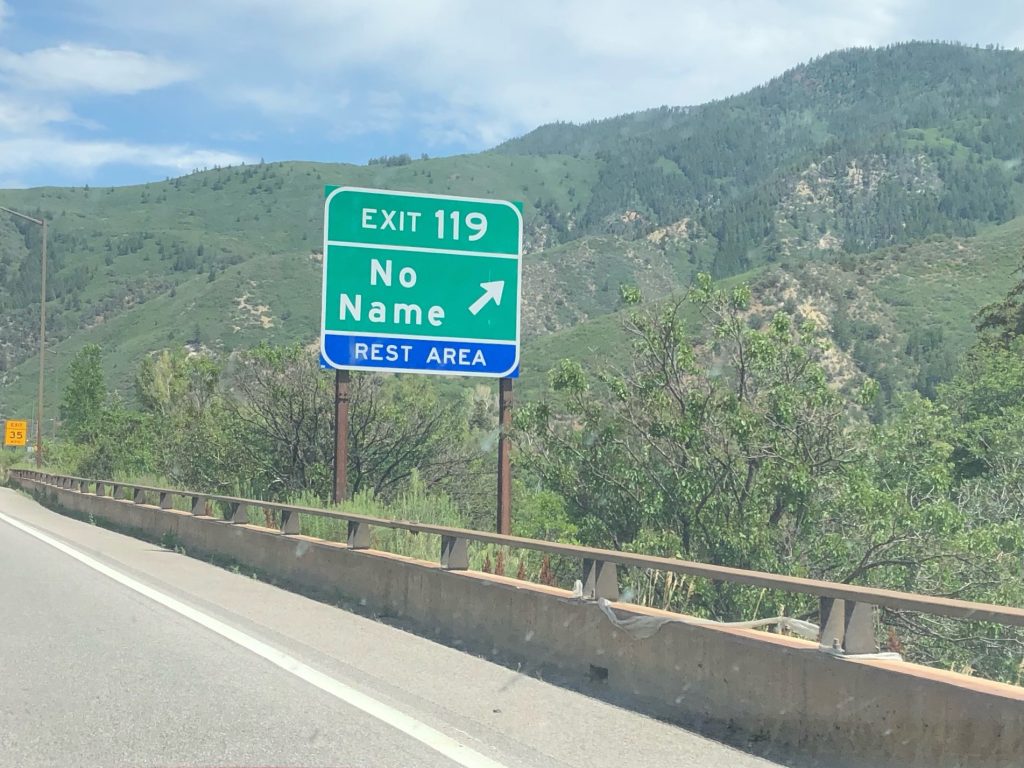 EXIT 119
No
Name
REST AREA
EXIT
35